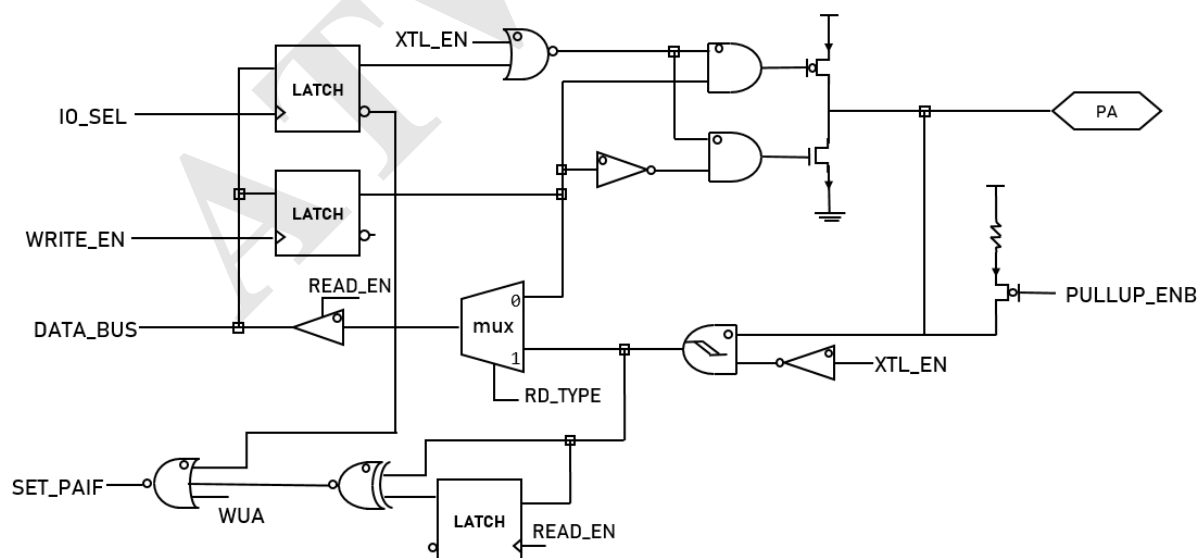 XTL_EN
LATCH
IO_SEL
PA
LATCH
WRITE_EN
READ_EN
0
PULLUP_ENB
DATA_BUS
mux
1
XTL_EN
RD_TYPE
SET_PAIF
WUA
LATCH
READ_EN